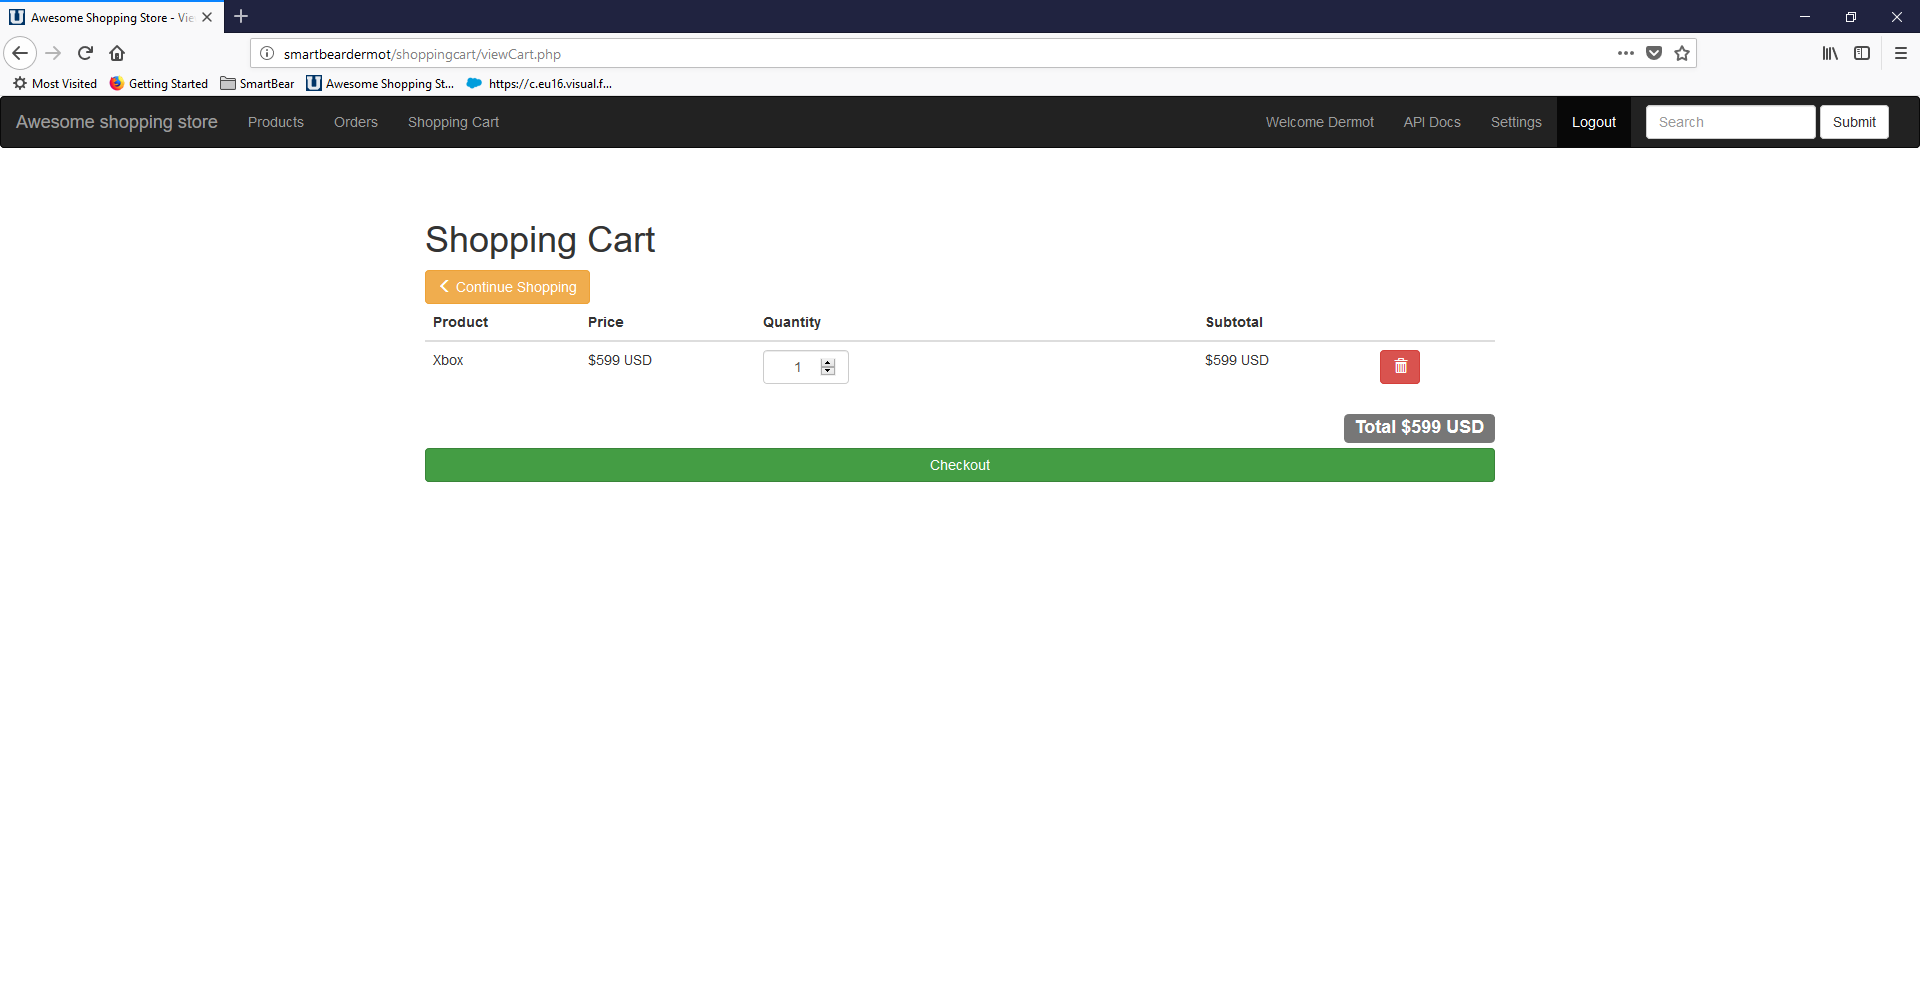 Awesome Shopping Store - Vie
smartbeardermot/shoppingcart/viewCart.php
Most Visited Getting Started SmartBear Awesome Shopping St... https://c.eu16.visual.f...
Awesome shopping store Products Orders Shopping Cart Welcome Dermot API Docs Settings Logout Search Submit
Shopping Cart
Continue Shopping
Product Price Quantity Subtotal
Xbox $599 USD 1 $599 USD
Total $599 USD
Checkout